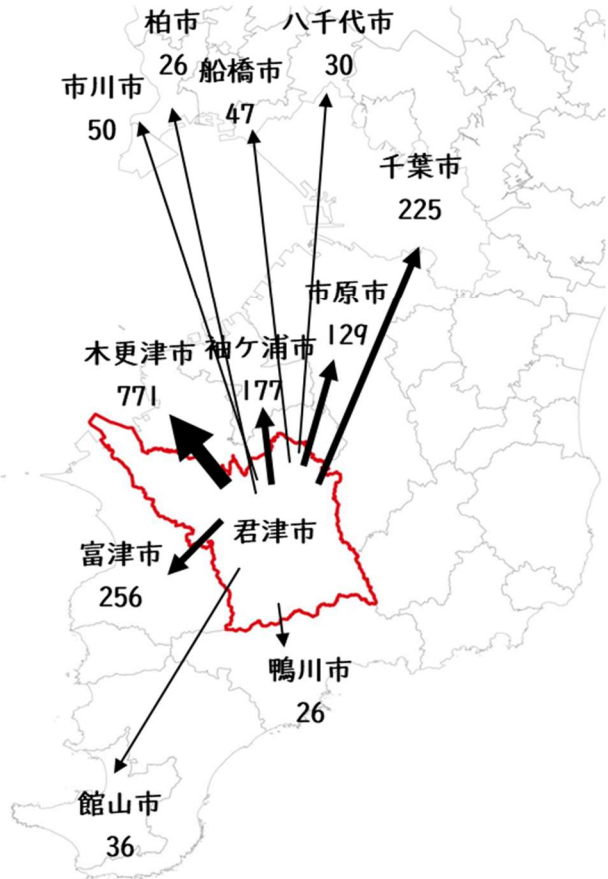 柏市
26
八千代市
30
船橋市
47
市川市
50
千葉市
225
市原市
129
袖ケ浦市
177
木更津市
771
君津市
富津市
256
鴨川市
26
館山市
36